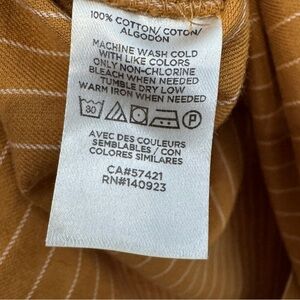 100% COTTON/ COTON/
ALGODON
MACHINE WASH COLD
WITH LIKE COLORS
ONLY NON-CHLORINE
BLEACH WHEN NEEDED
TUMBLE DRY LOW
WARM IRON WHEN NEEDED
30 P
AVEC DES COULEURS
SEMBLABLES / CON
COLORES SIMILARES
CA#57421
RN#140923